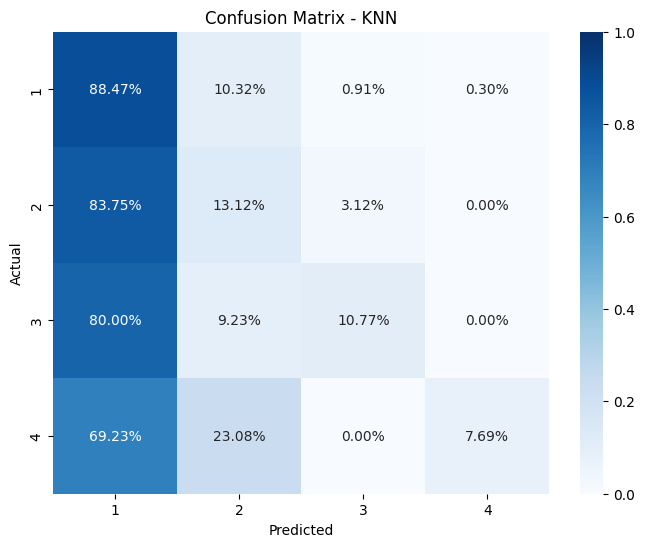 Confusion Matrix - KNN
Actual
1 88.47% 10.32% 0.91% 0.30%
2 83.75% 13.12% 3.12% 0.00%
3 80.00% 9.23% 10.77% 0.00%
4 69.23% 23.08% 0.00% 7.69%
1 2 3 4
Predicted
1.0
0.8
0.6
0.4
0.2
0.0